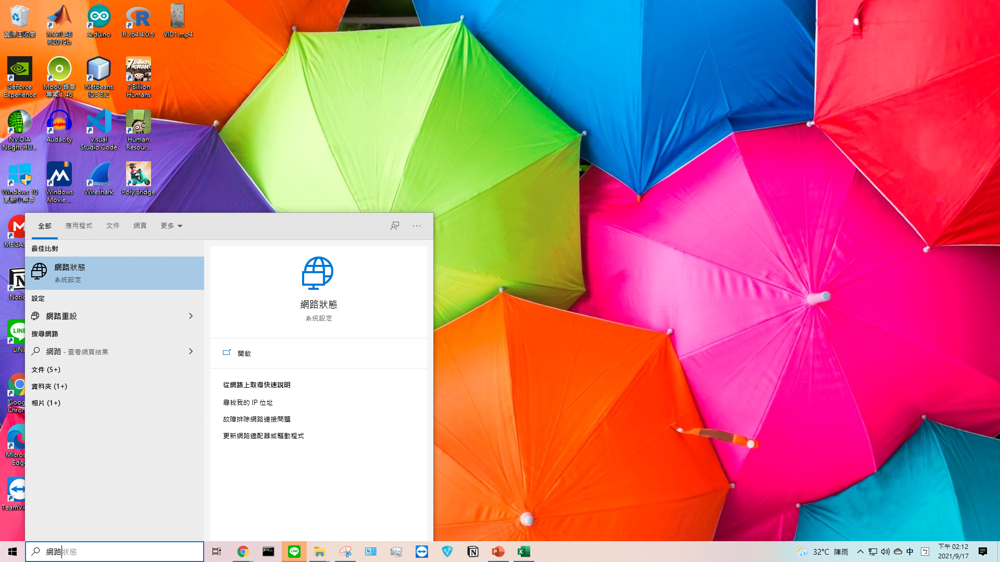 資源回收筒
MATLAB
R2019b
Arduino
R x64 4.0.5
VID1.mp4
GeForce
Experience
Moo0 錄音
專家 1.46
NetBeans
IDE 8.2
7 Billion
Humans
NVIDIA
Nsight HU...
Audacity
Visual
Studio Code
Human
Resour...
Windows 10
更新小幫手
Windows
Movie ...
Wireshark
Poly Bridge
MEGAs
Notic
LINE
LINE
Goog
Chron
Micros
Edg
TeamVi
全部
應用程式
文件
網頁
更多
最佳比對
網路狀態
系統設定
設定
網路重設
搜尋網路
網路 - 查看網頁結果
文件 (5+)
資料夾 (1+)
相片 (1+)
網路狀態
系統設定
開啟
從網路上取得快速說明
尋找我的 IP 位址
故障排除網路連接問題
更新網路適配器或驅動程式
網路狀態
32°C 陣雨
中
ㄅ
下午 02:12
2021/9/17